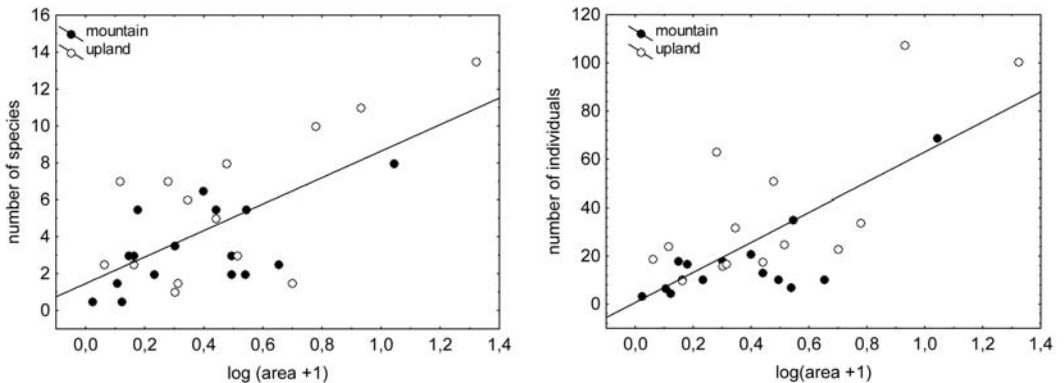 16
14
12
10
8
6
4
2
0
number of species
mountain
upland
0,0 0,2 0,4 0,6 0,8 1,0 1,2 1,4
log (area +1)
120
100
80
60
40
20
0
number of individuals
mountain
upland
0,0 0,2 0,4 0,6 0,8 1,0 1,2 1,4
log(area +1)